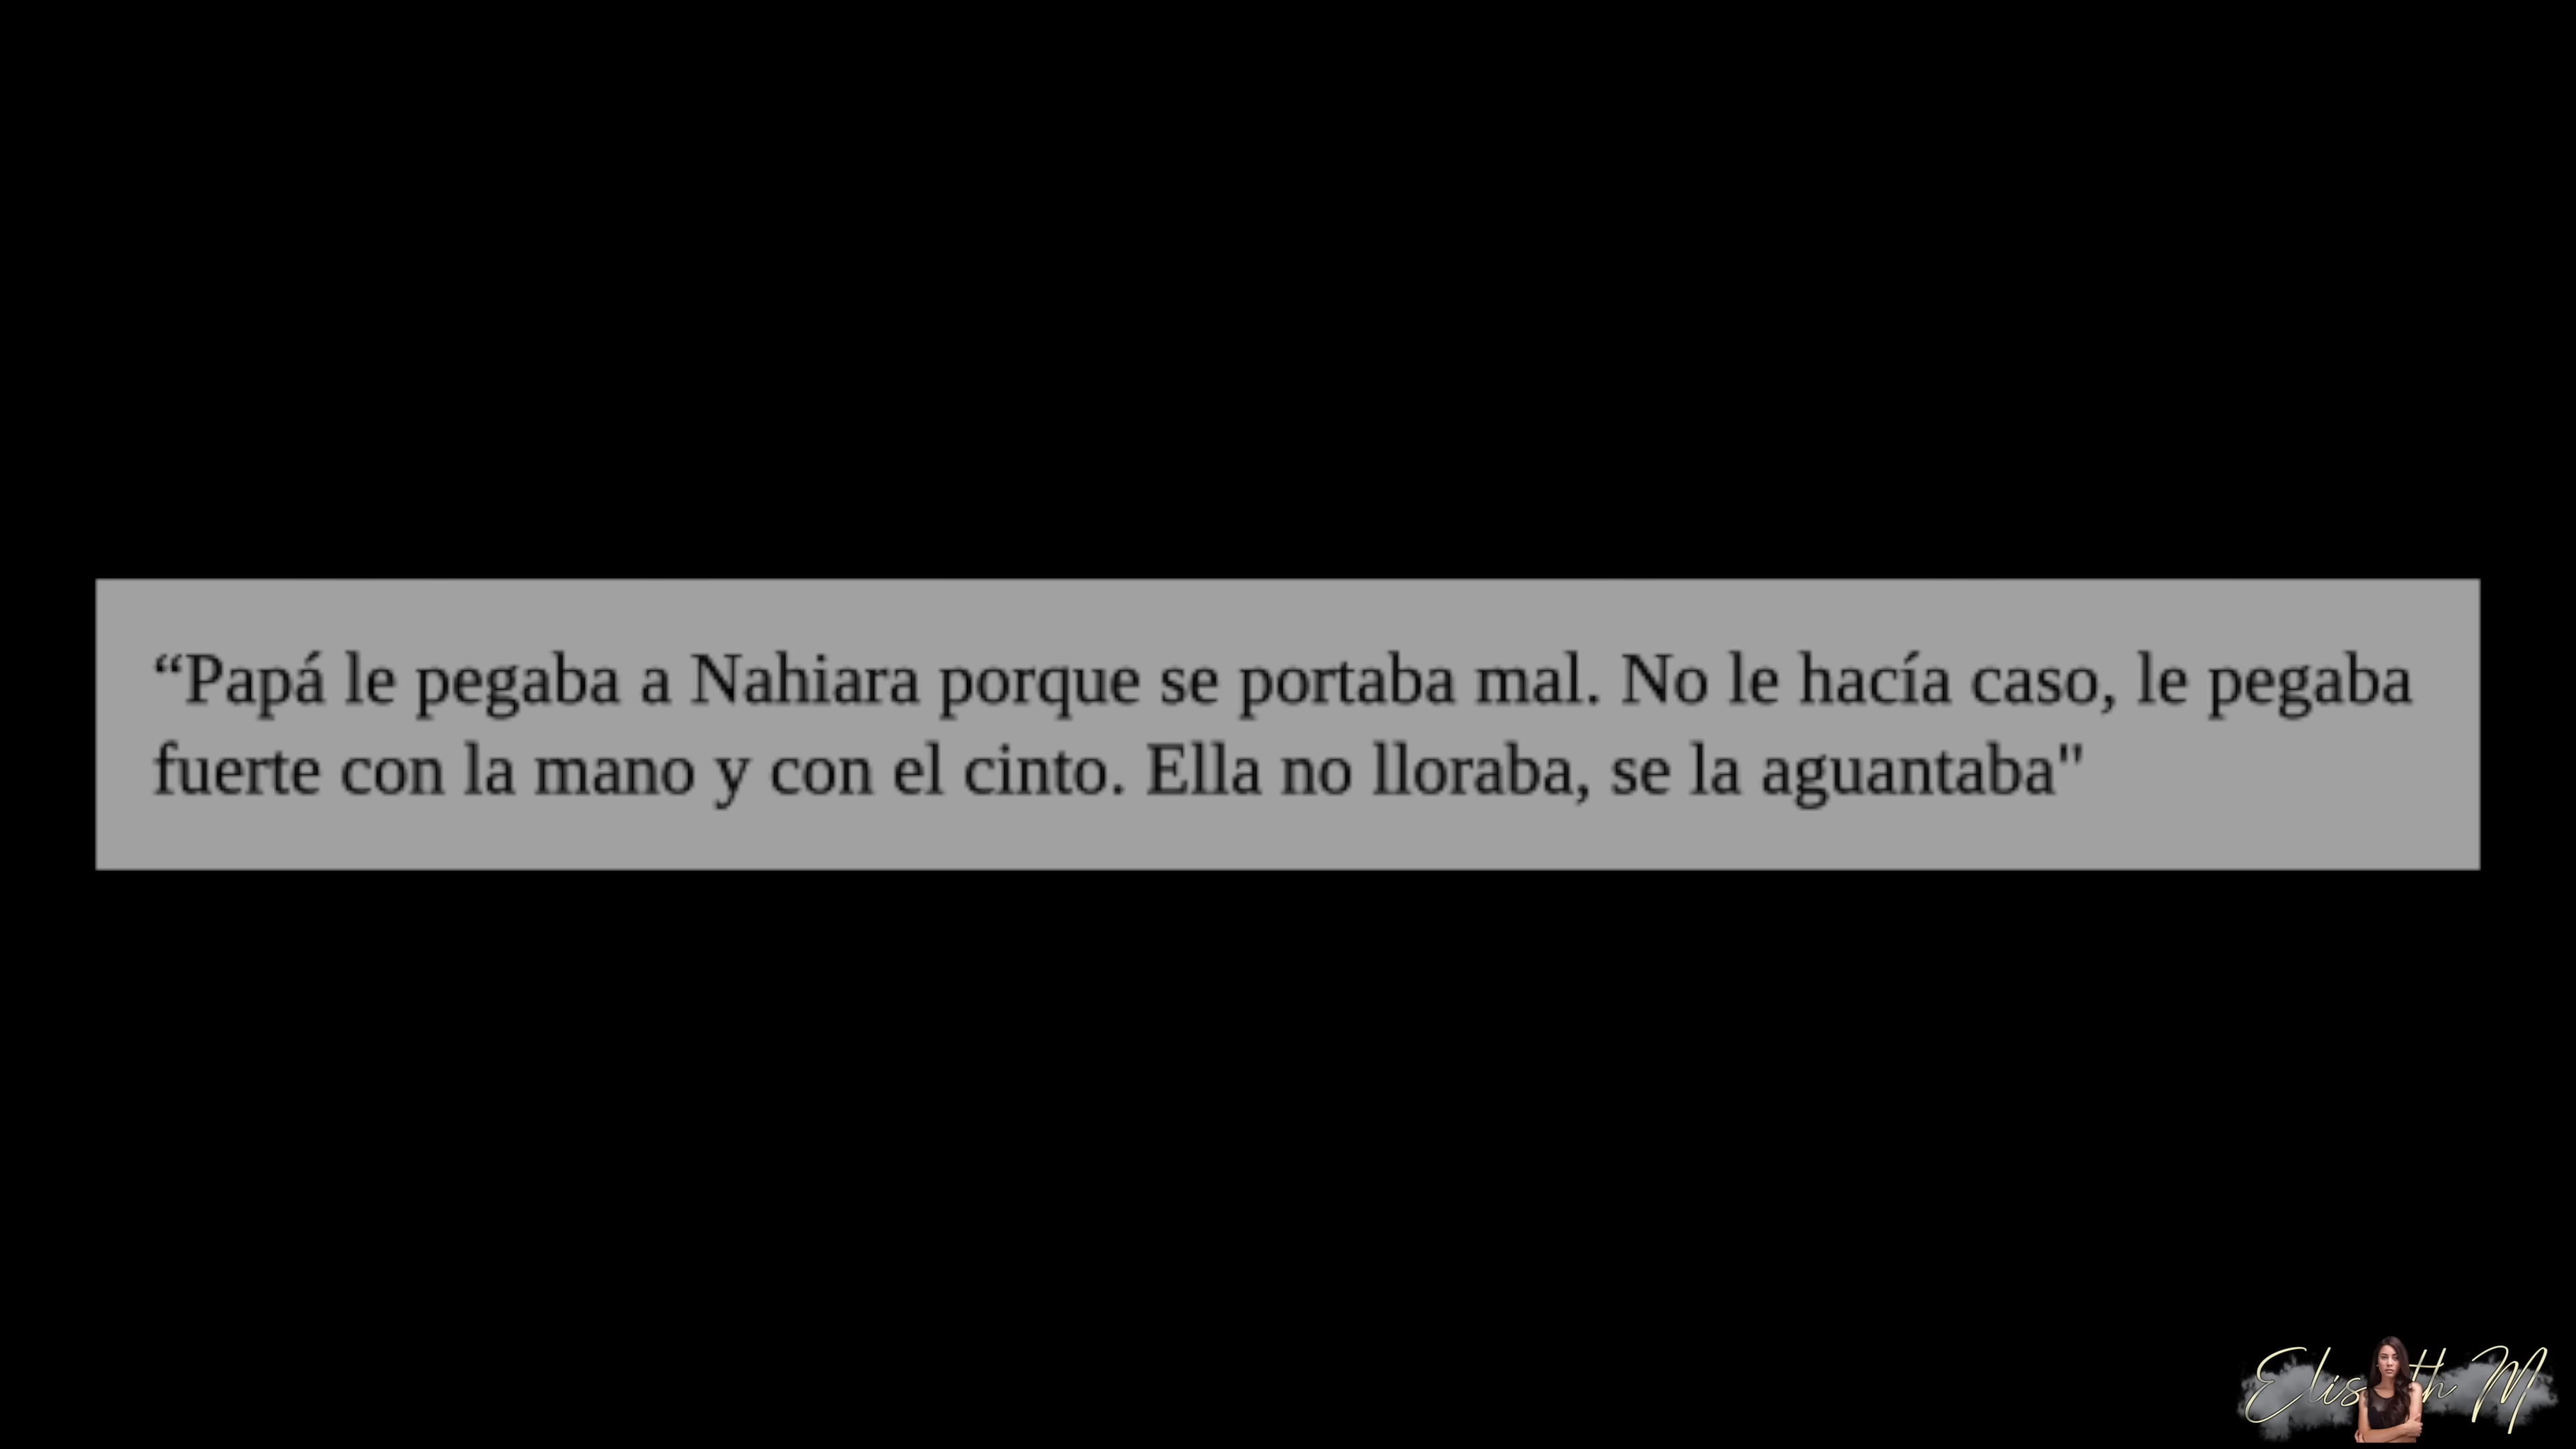 “Papá le pegaba a Nahiara porque se portaba mal. No le hacía caso, le pegaba
fuerte con la mano y con el cinto. Ella no lloraba, se la aguantaba"
M